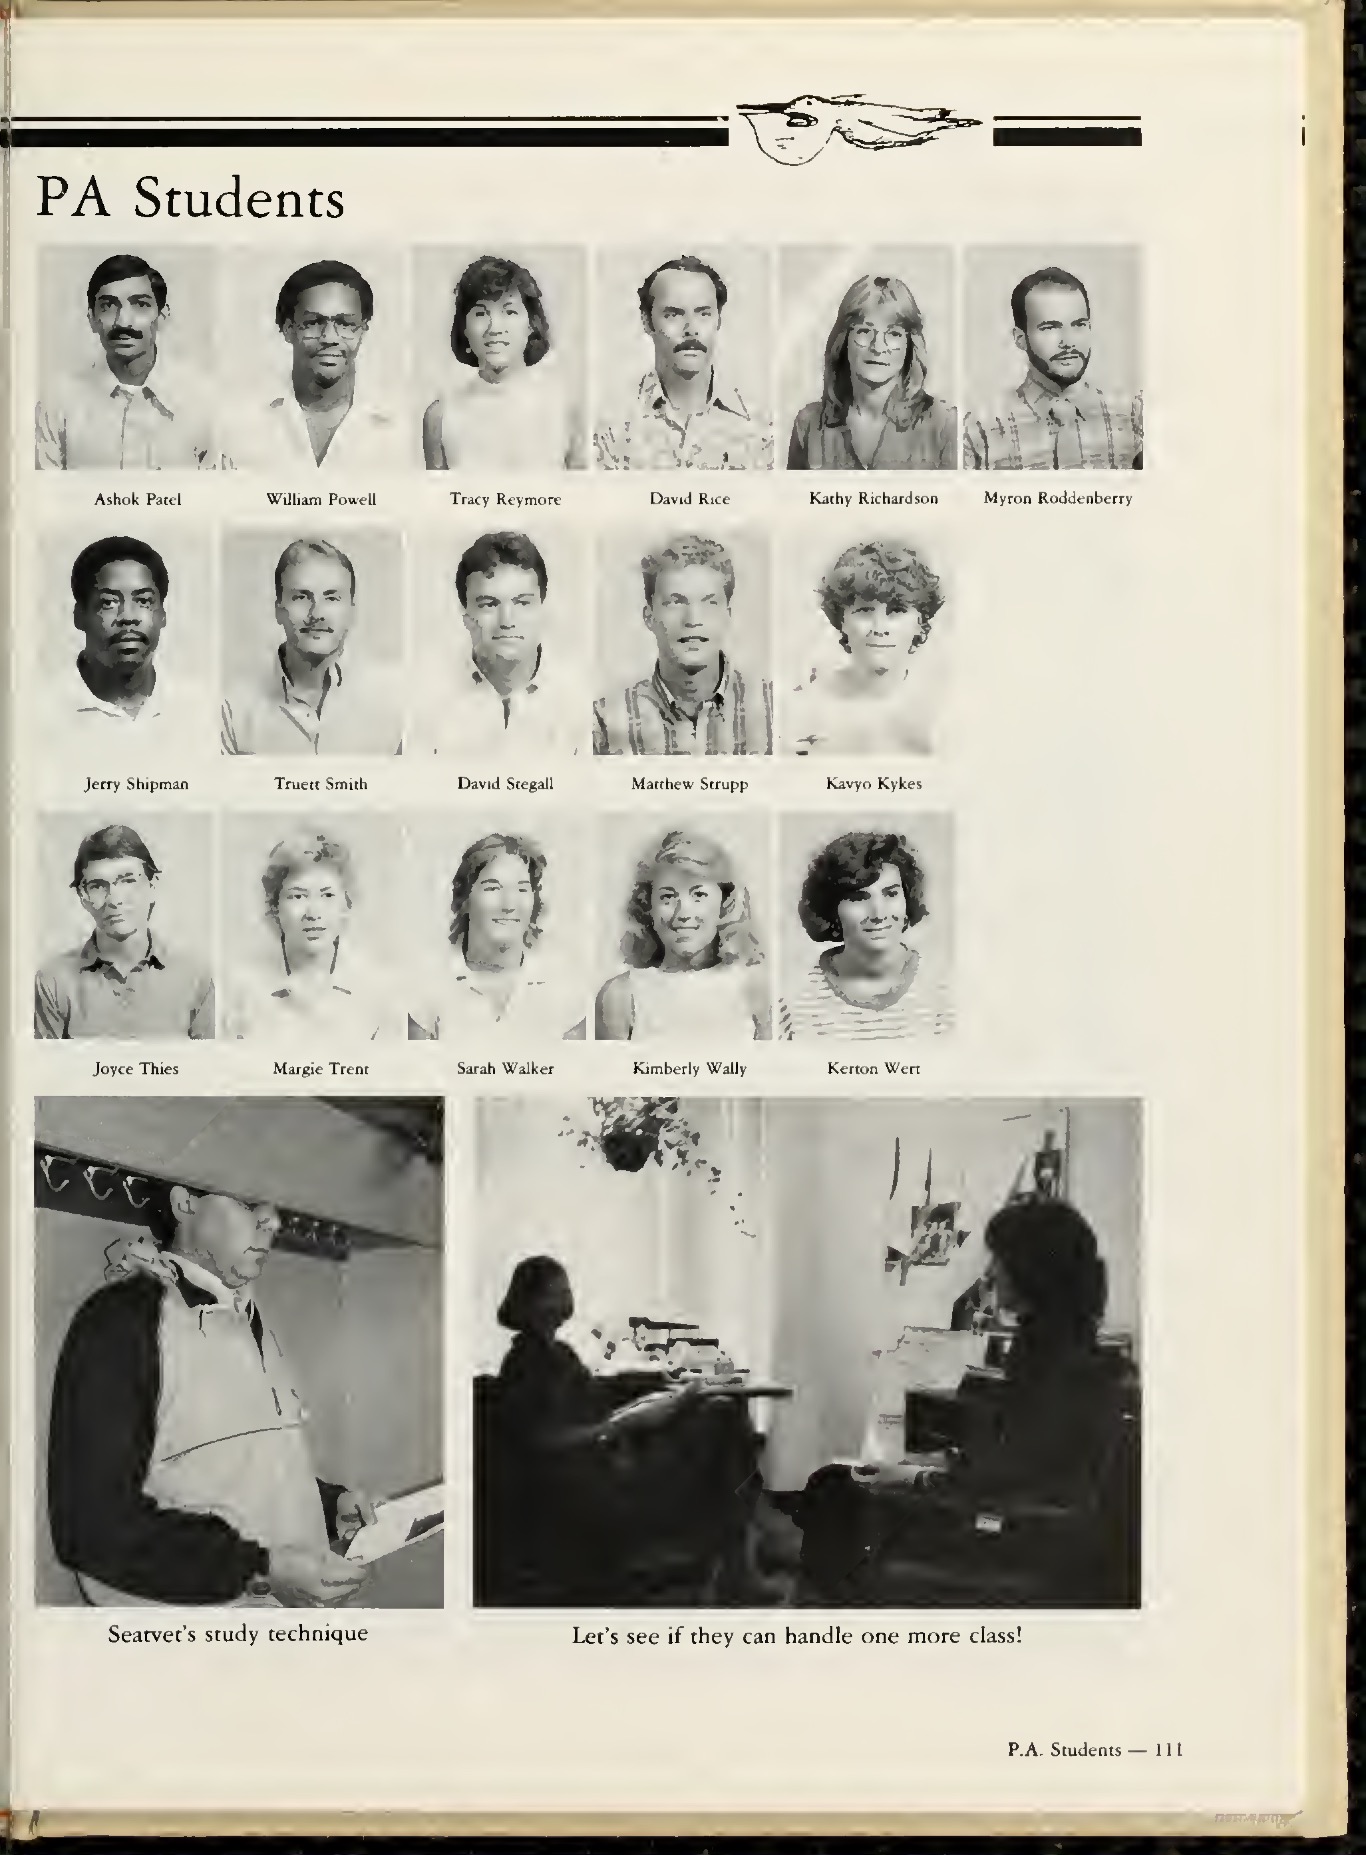 PA Students
Ashok Patel
William Powell
Tracy Reymore
David Rice
Kathy Richardson
Myron Roddenberry
Jerry Shipman
Truett Smith
David Stegall
Matthew Strupp
Kavyo Kykes
Joyce Thies
Margie Trent
Sarah Walker
Kimberly Wally
Kerton Wert
Seatvet's study technique
Let's see if they can handle one more class!
P.A. Students — 111